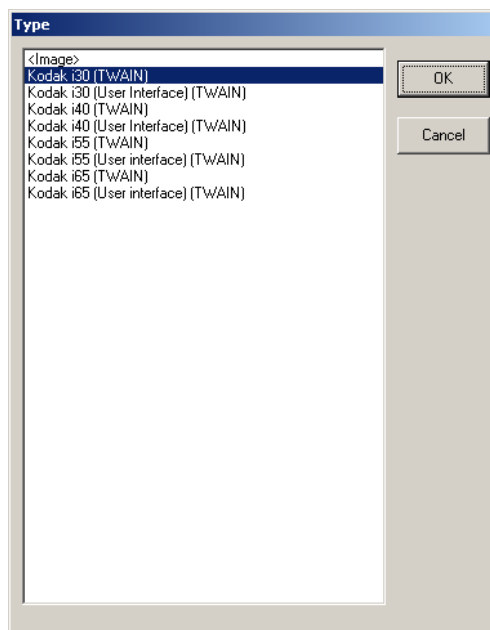 Type
<Image>
Kodak i30 (TWAIN)
Kodak i30 (User Interface) (TWAIN)
Kodak i40 (TWAIN)
Kodak i40 (User Interface) (TWAIN)
Kodak i55 (TWAIN)
Kodak i55 (User interface) (TWAIN)
Kodak i65 (TWAIN)
Kodak i65 (User interface) (TWAIN)
OK
Cancel